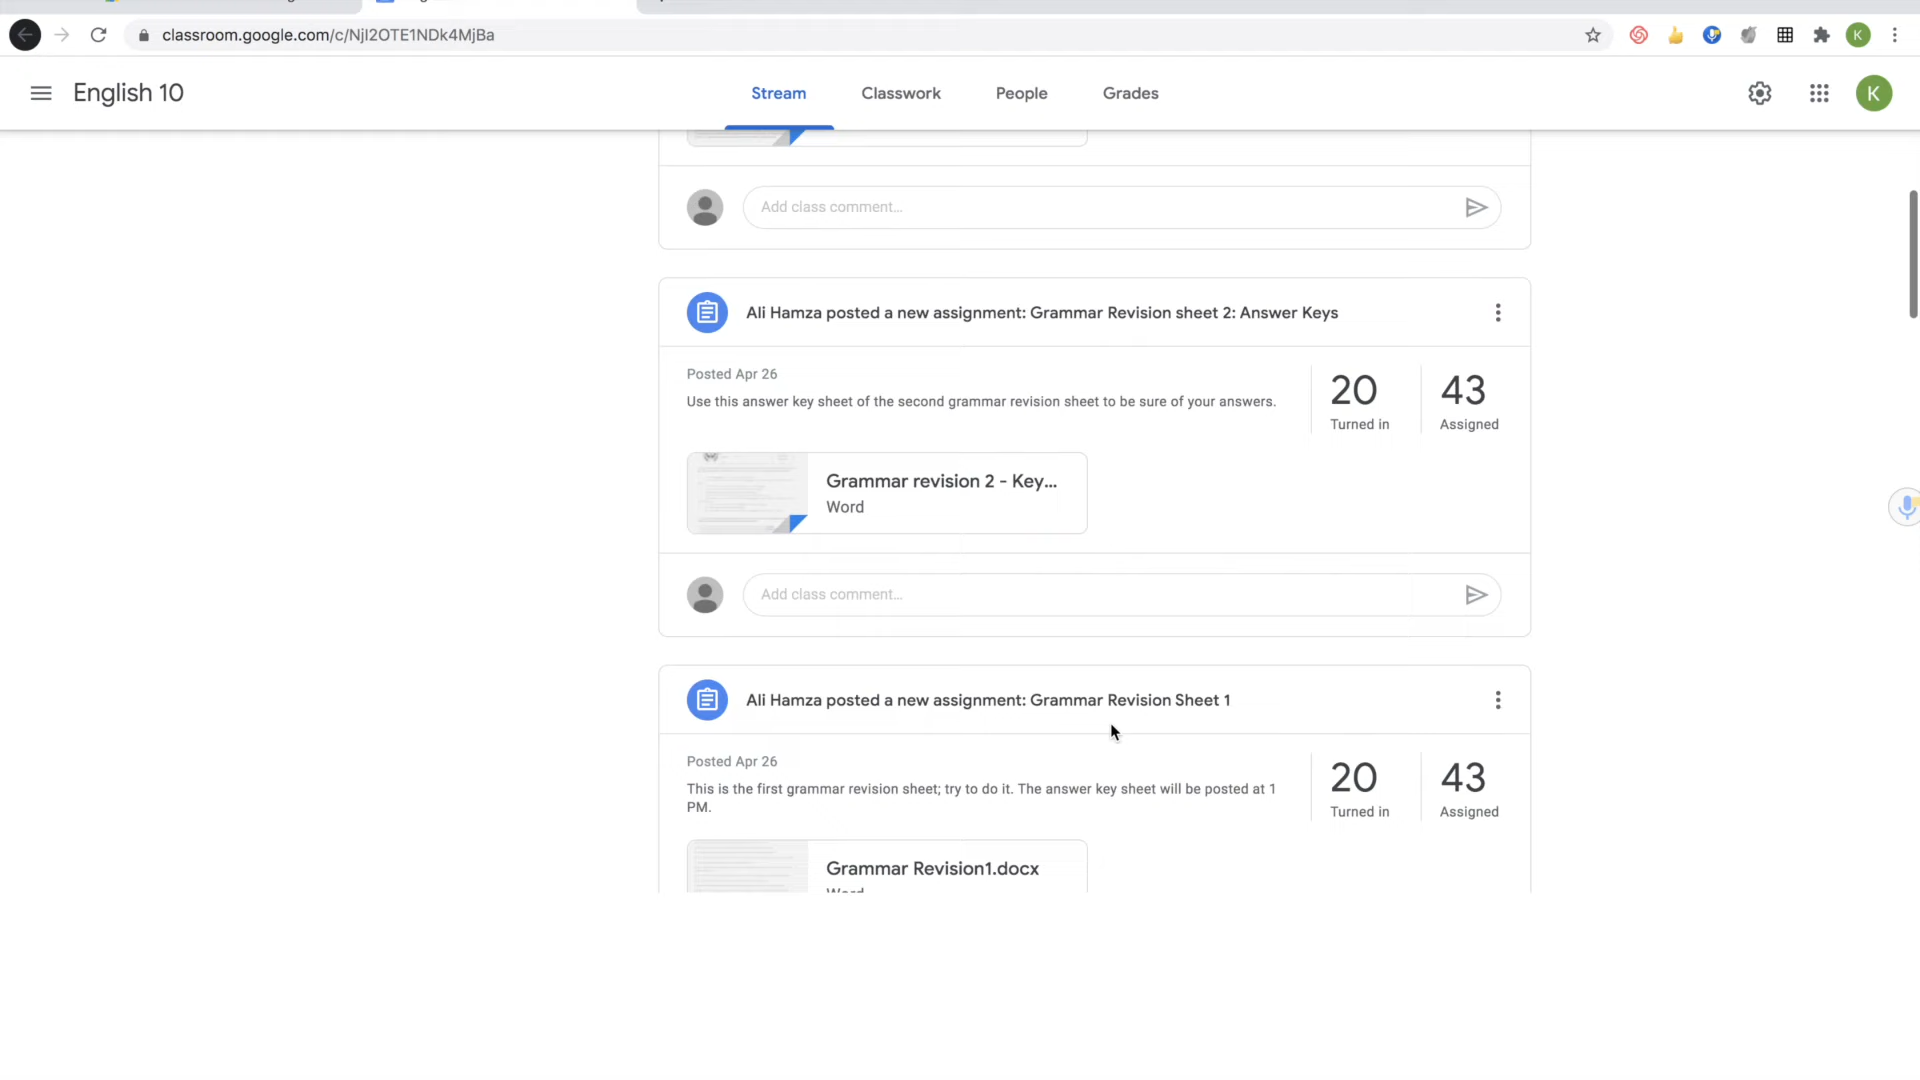 classroom.google.com/c/NjI2OTE1NDk4MjBa
K
English 10
Stream
Classwork
People
Grades
K
Add class comment...
Ali Hamza posted a new assignment: Grammar Revision sheet 2: Answer Keys
Posted Apr 26
Use this answer key sheet of the second grammar revision sheet to be sure of your answers.
20
Turned in
43
Assigned
Grammar revision 2 - Key...
Word
Add class comment...
Ali Hamza posted a new assignment: Grammar Revision Sheet 1
Posted Apr 26
This is the first grammar revision sheet; try to do it. The answer key sheet will be posted at 1
PM.
20
Turned in
43
Assigned
Grammar Revision1.docx
Word